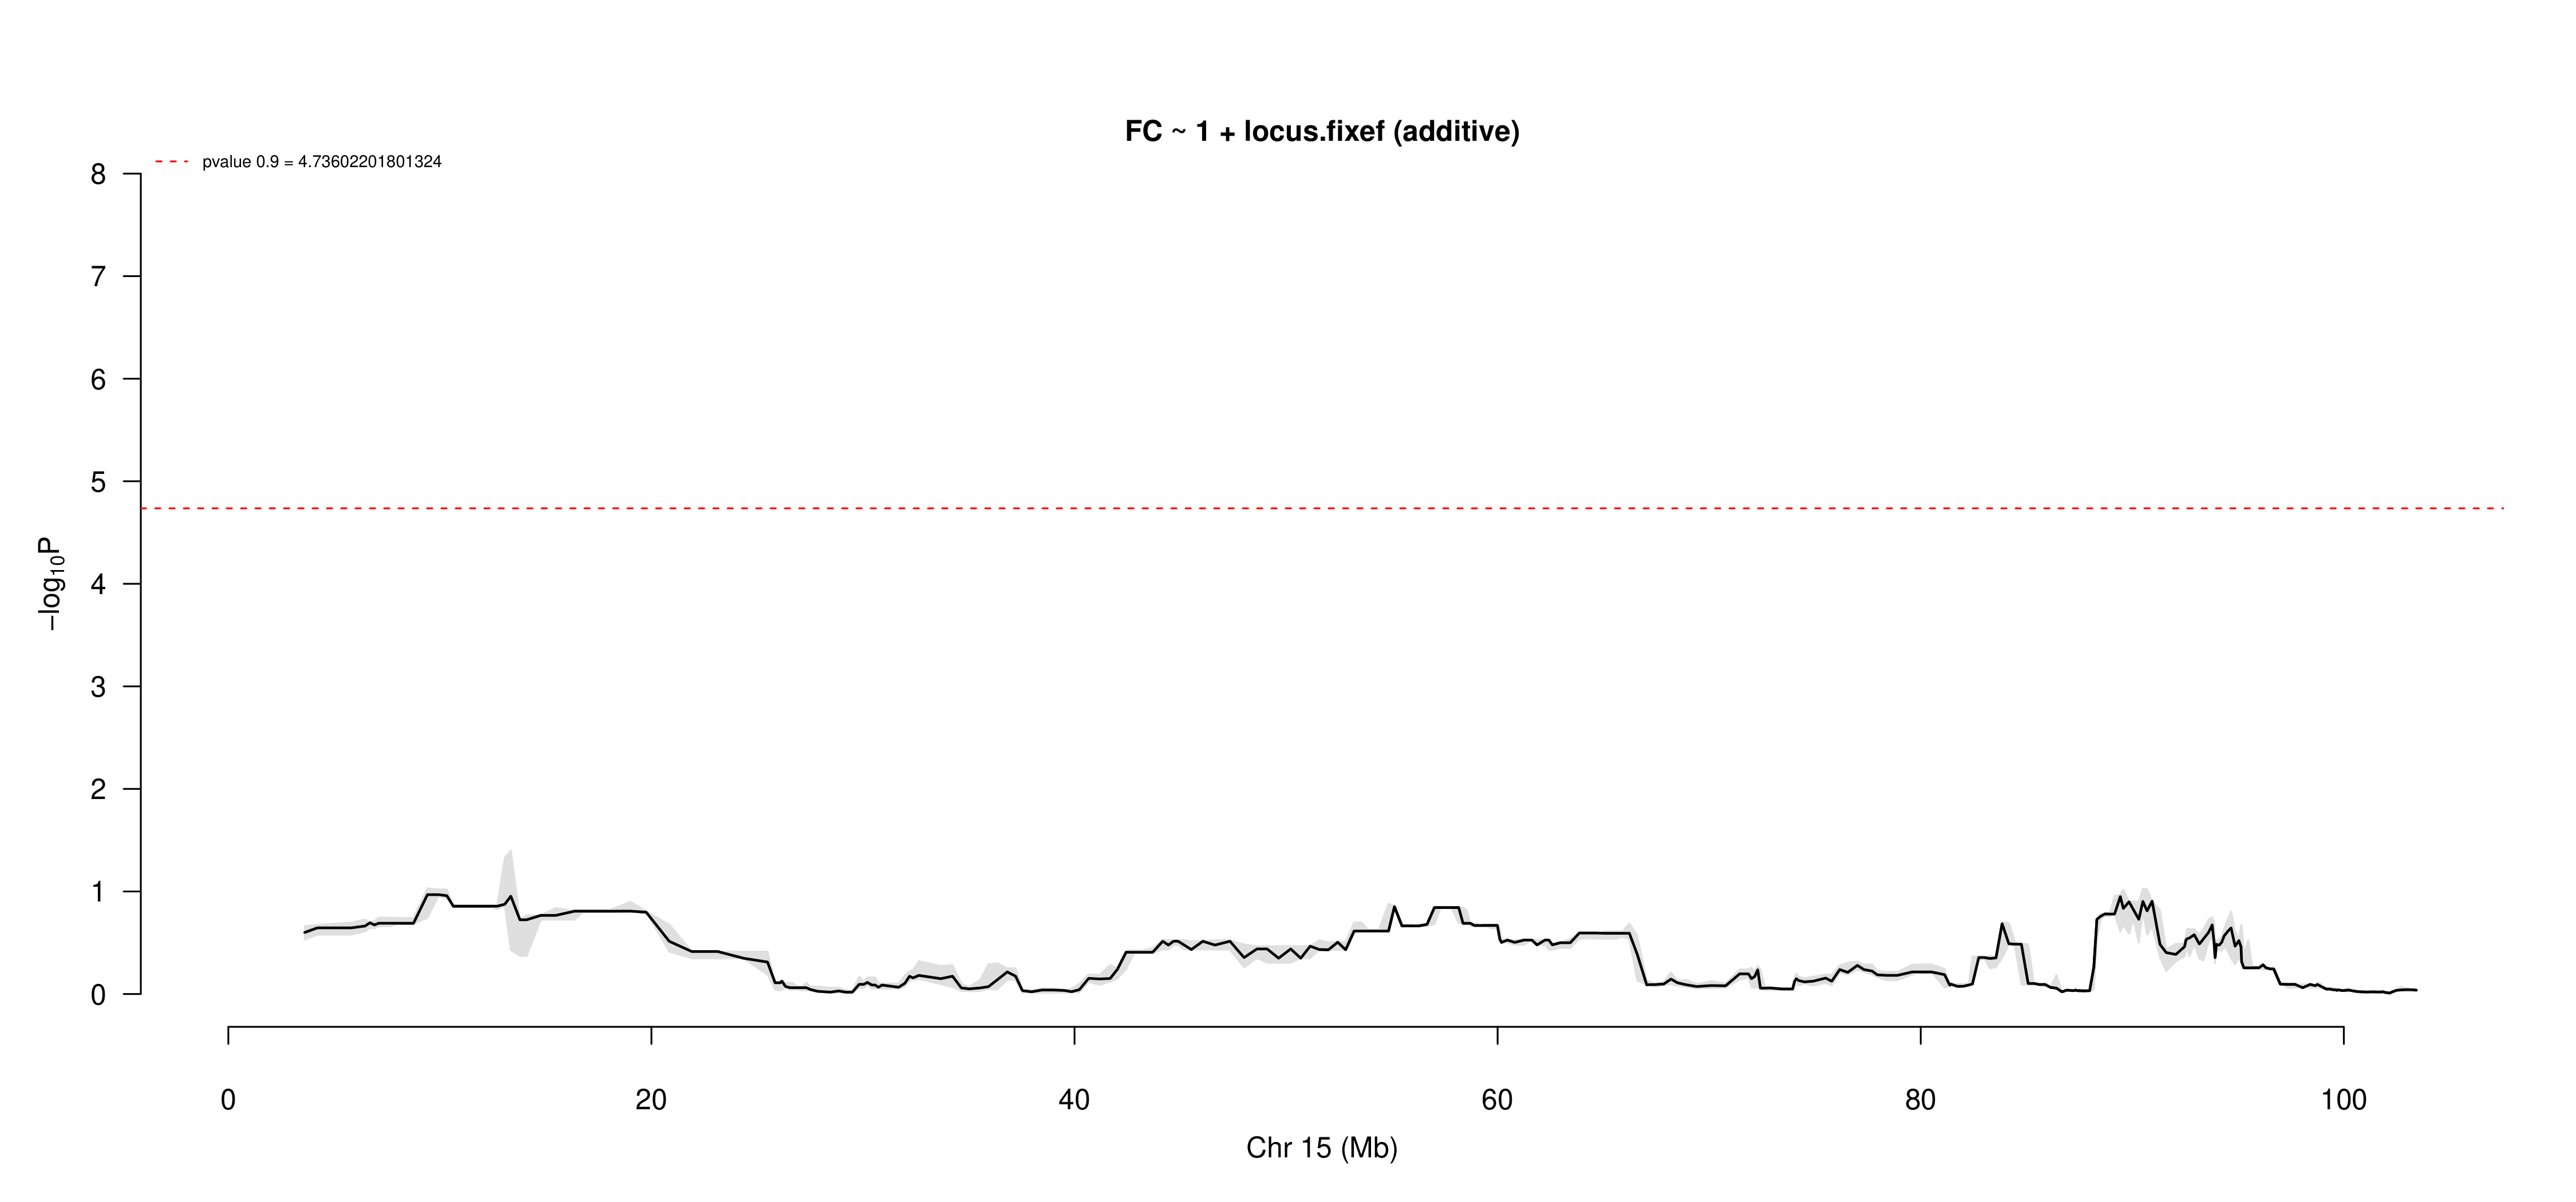 FC ~ 1 + locus.fixef (additive)
pvalue 0.9 = 4.73602201801324
8
7
6
5
4
3
2
1
0
−log10P
0 20 40 60 80 100
Chr 15 (Mb)